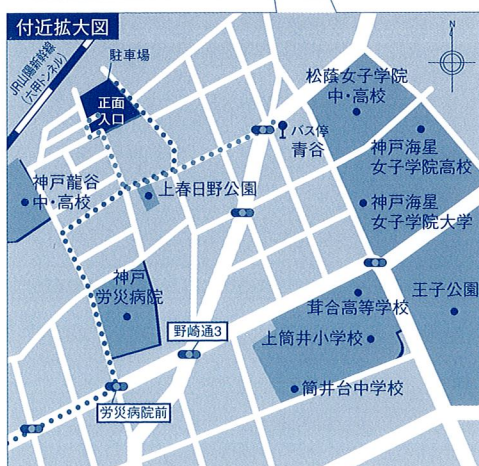 付近拡大図
N
JR山陽新幹線
(六甲トンネル)
駐車場
正面
入口
松蔭女子学院
中・高校
バス停
青谷
神戸海星
女子学院高校
神戸龍谷
中・高校
上春日野公園
神戸海星
女子学院大学
神戸
労災病院
葺合高等学校
王子公園
野崎通3
上筒井小学校
筒井台中学校
労災病院前